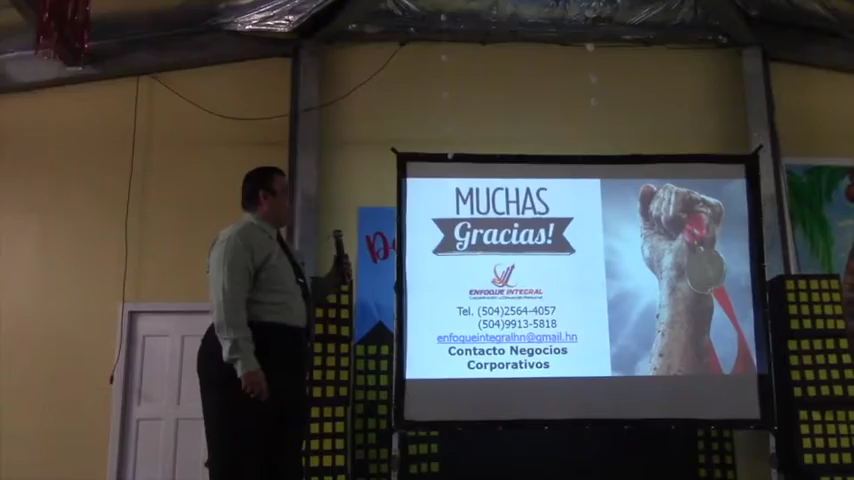 MUCHAS
Gracias!
ENFOQUE INTEGRAL
Tel. (504)2564-4057
(504)9913-5818
enfoqueintegralhn@gmail.hn
Contacto Negocios
Corporativos